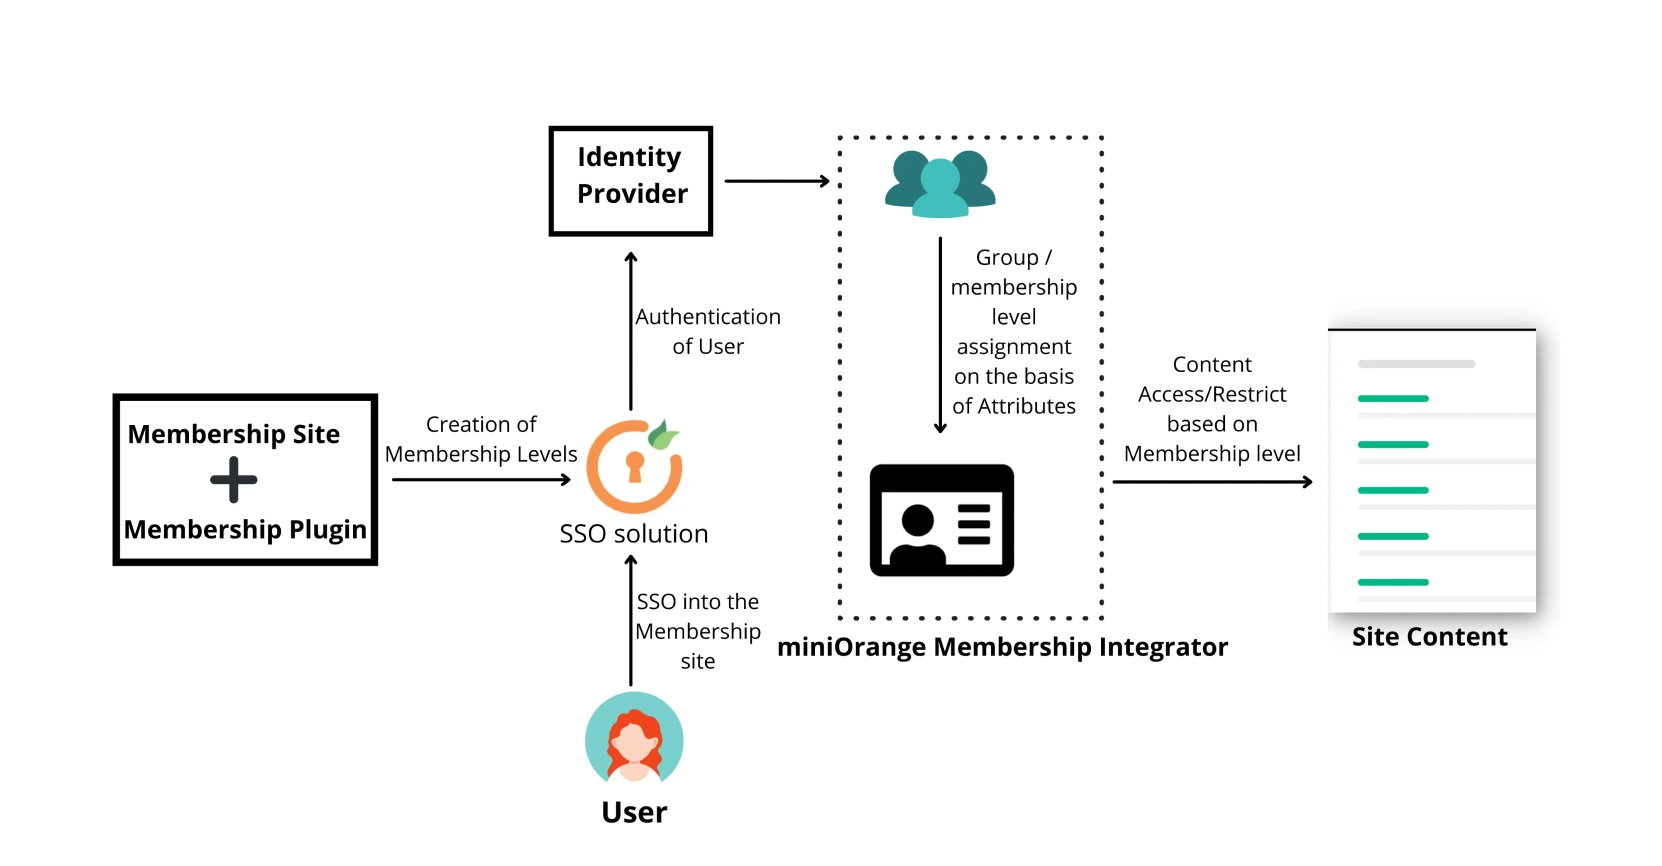 Identity
Provider
Authentication
of User
Membership Site
Membership Plugin
Creation of
Membership Levels
SSO solution
SSO into the
Membership
site
User
Group /
membership
level
assignment
on the basis
of Attributes
miniOrange Membership Integrator
Content
Access/Restrict
based on
Membership level
Site Content